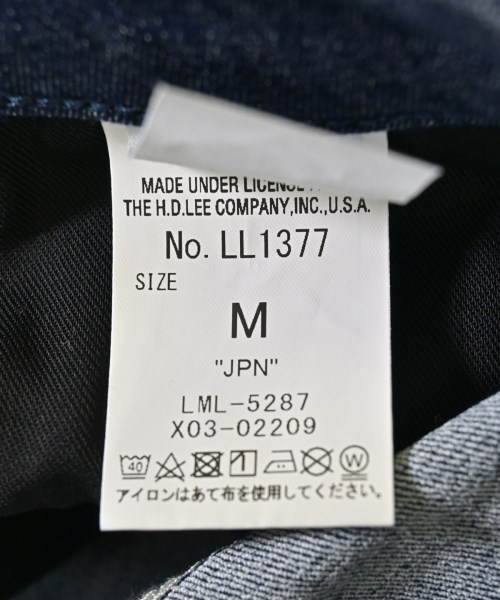 MADE UNDER
THE H.D.LEE COMPANY,INC.,U.S.A.
No. LL1377
SIZE
M
"JPN"
LML-5287
X03-02209
40 W
アイロンはあて布を使用してください。